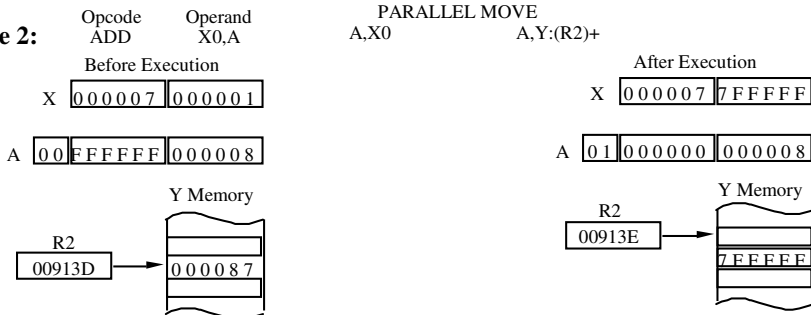 Opcode Operand PARALLEL MOVE
e 2: ADD X0,A A,X0 A,Y:(R2)+
Before Execution After Execution
X 000007 000001 X 000007 7FFFFF
A 00 FFFFFF 000008 A 01 000000 000008
Y Memory Y Memory
R2 R2
00913D 000087 00913E 7FFFFF